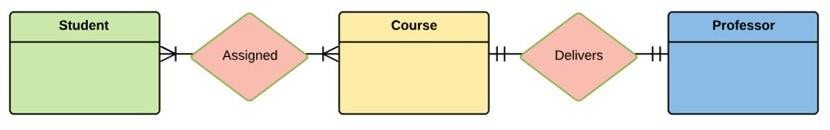 Student
Assigned
Course
Delivers
Professor